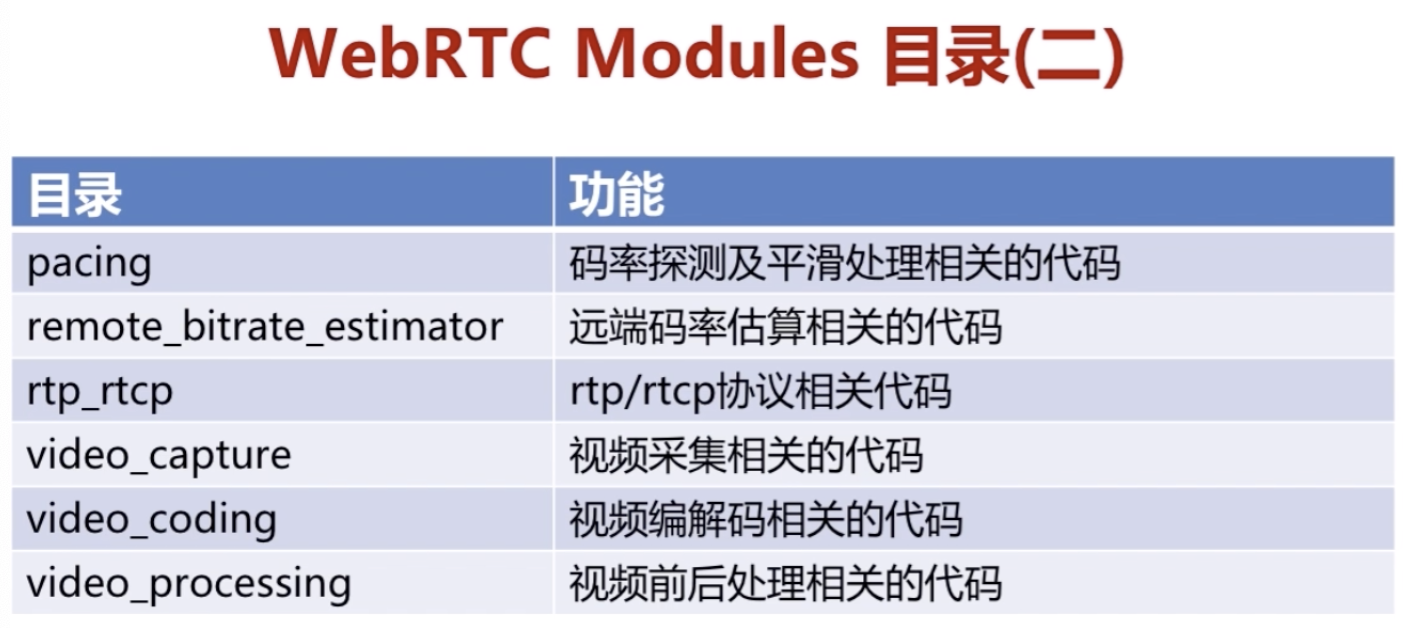 WebRTC Modules 目录(二)
目录 功能
pacing 码率探测及平滑处理相关的代码
remote_bitrate_estimator 远端码率估算相关的代码
rtp_rtcp rtp/rtcp协议相关代码
video_capture 视频采集相关的代码
video_coding 视频编解码相关的代码
video_processing 视频前后处理相关的代码